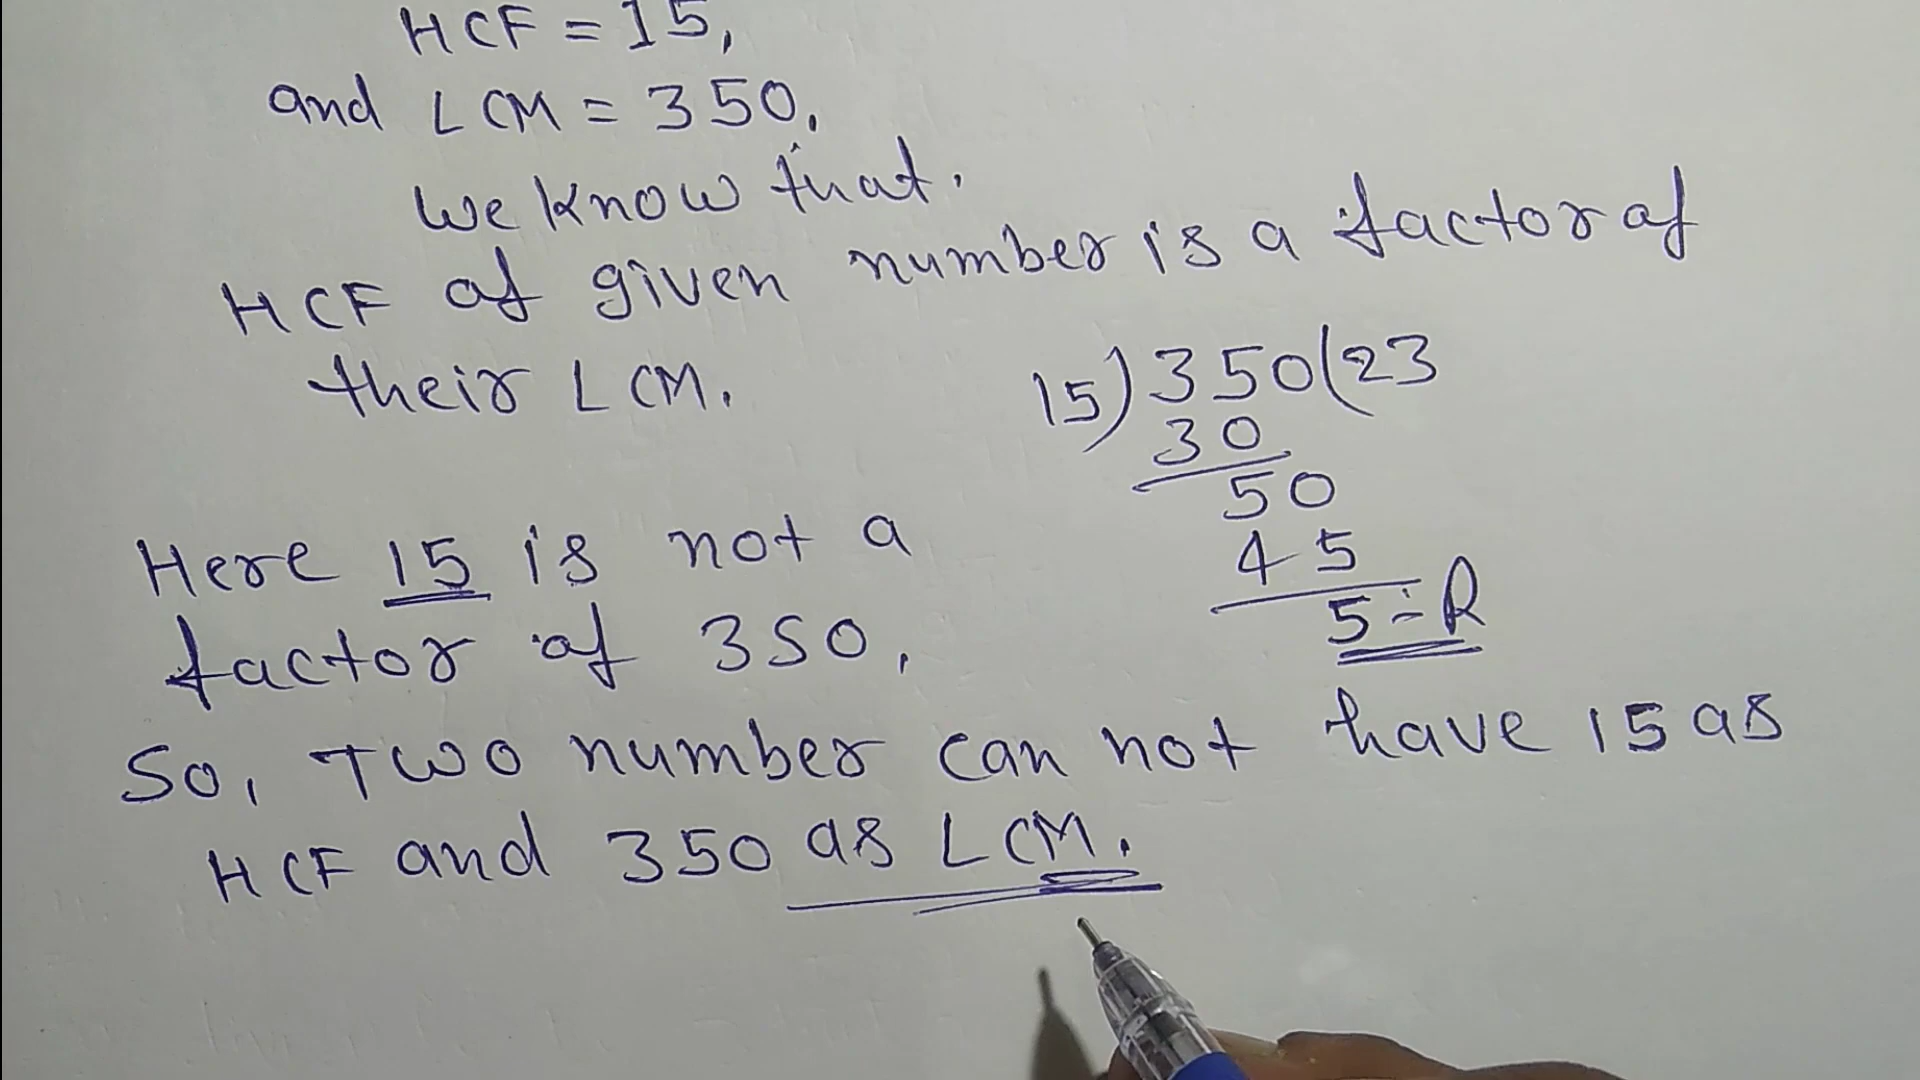 HCF = 15,
and LCM = 350.
We know that.
HCF of given number is a factor of
their LCM.
15)350(23
30
50
45
5 = R
Here 15 is not a
factor of 350,
So, Two number can not have 15 as
HCF and 350 as LCM.